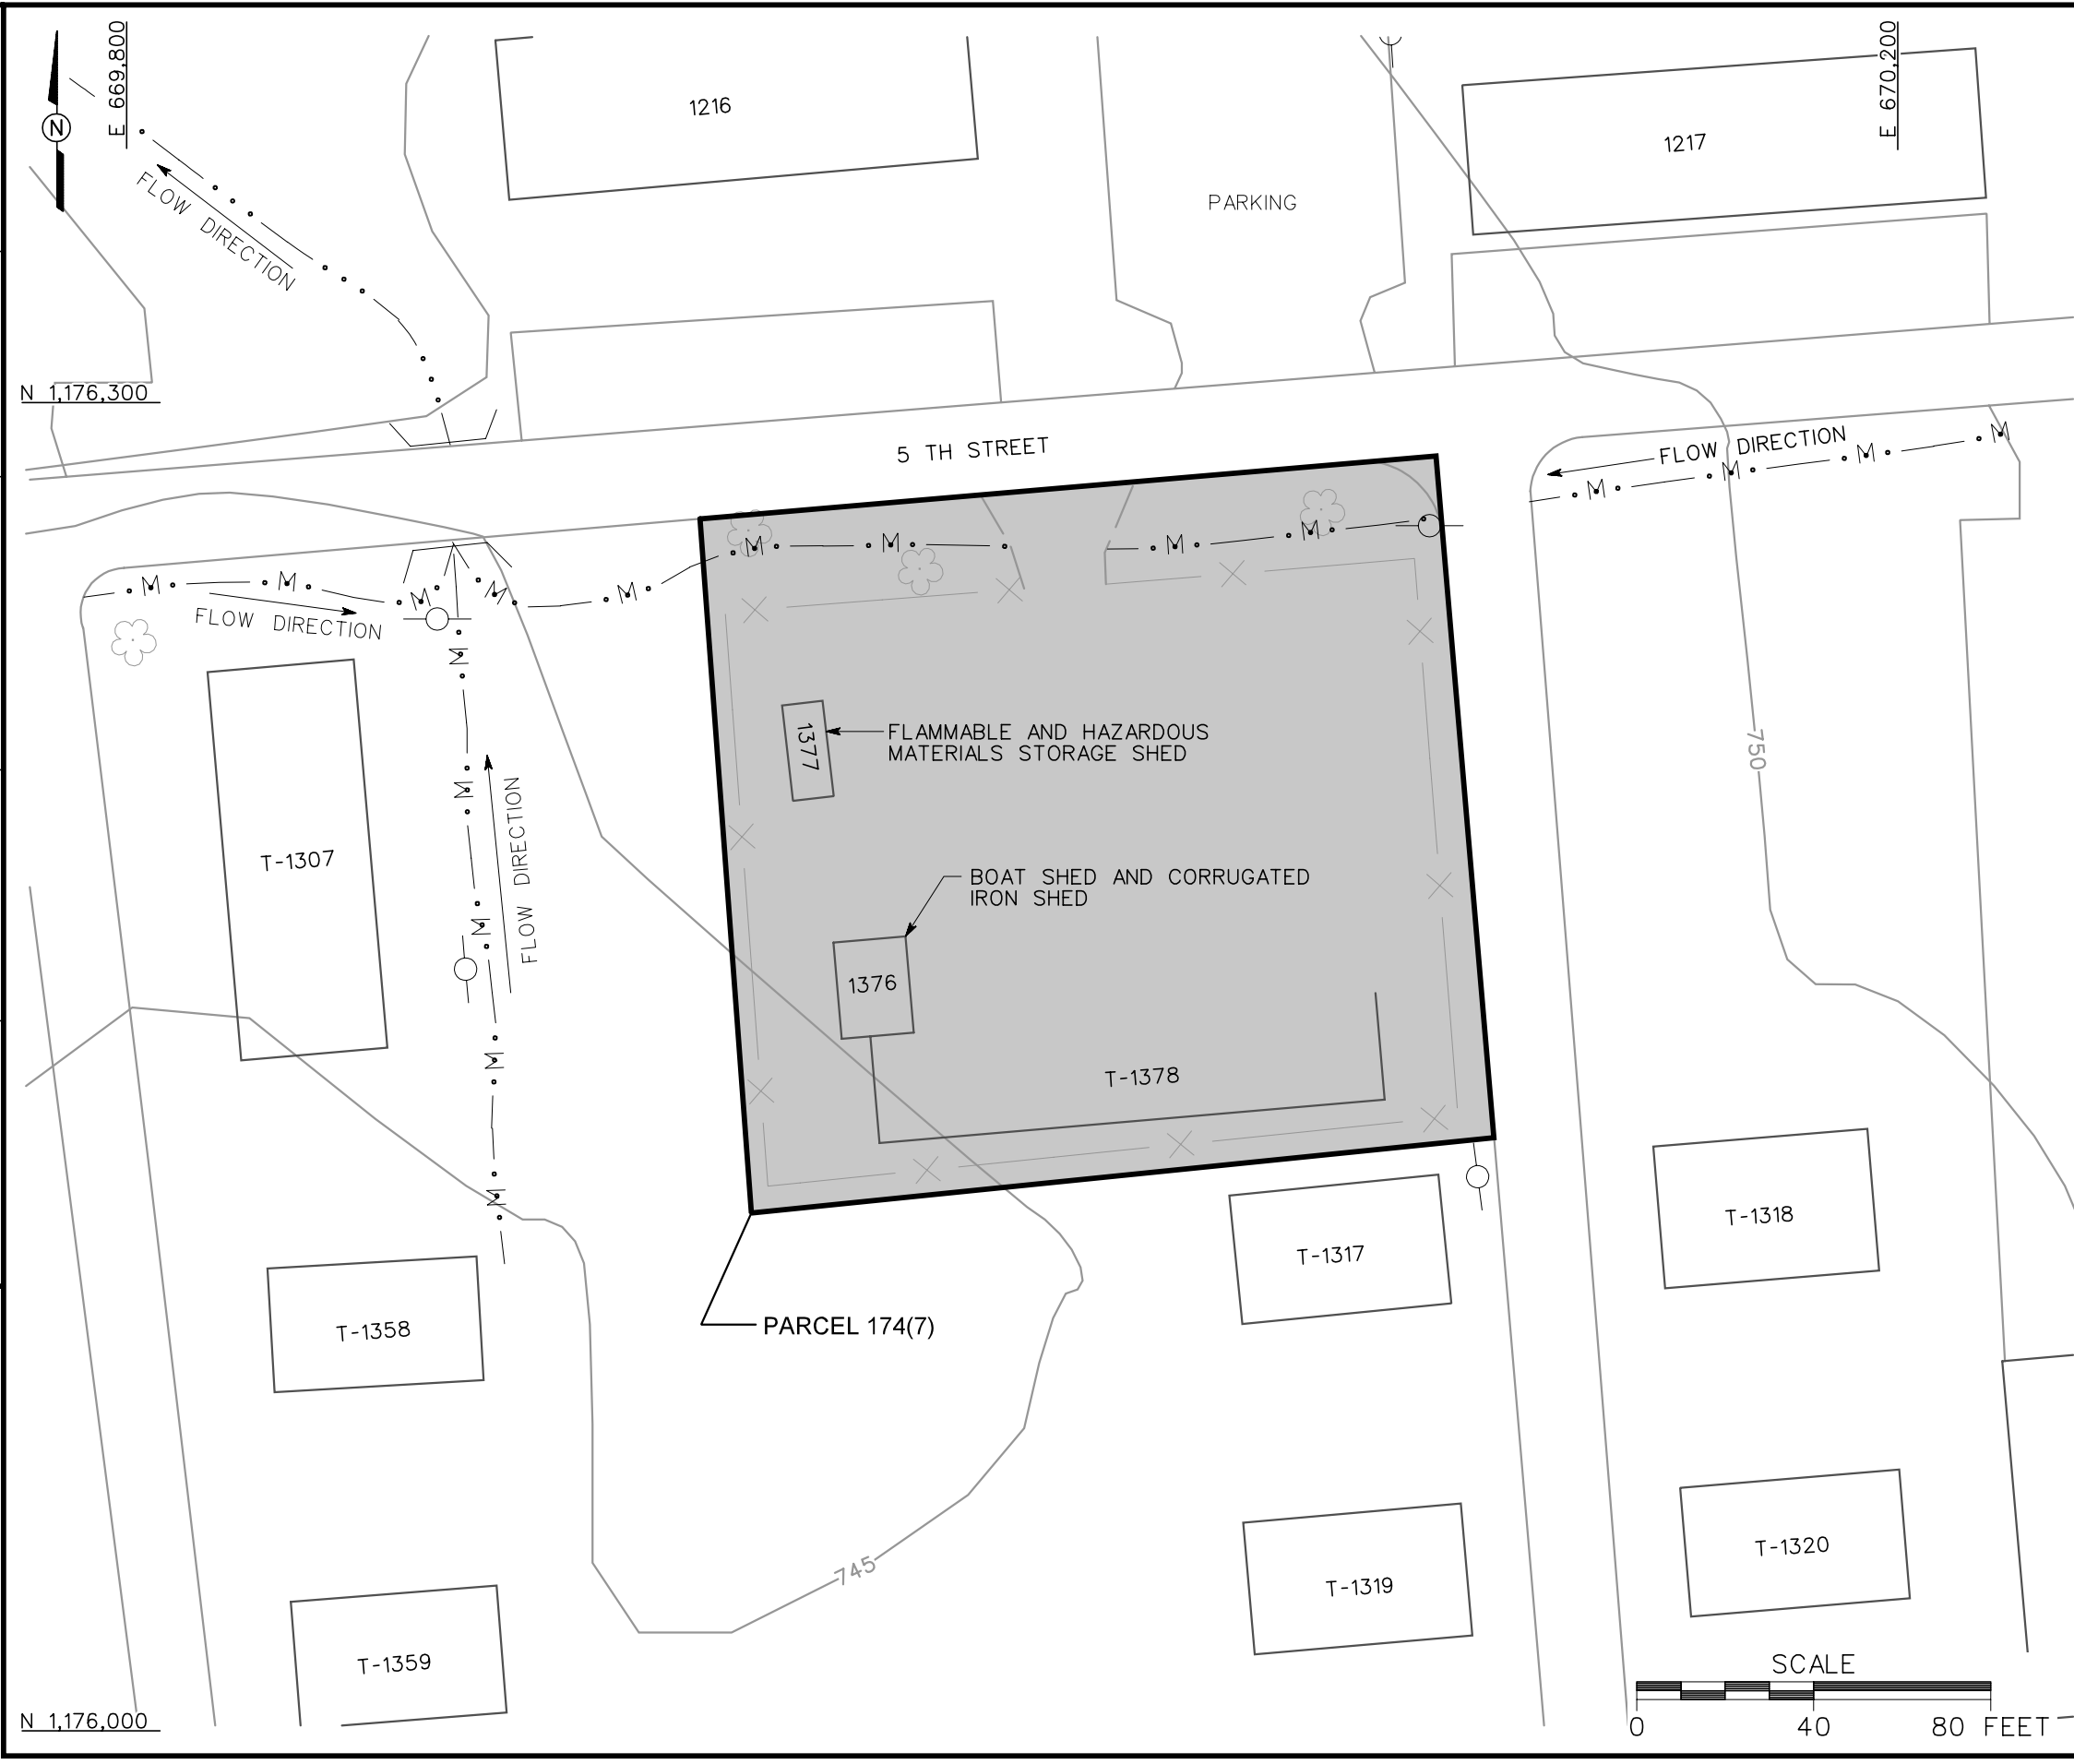 E 669,800
E 670,200
N
1216
1217
PARKING
FLOW DIRECTION
N 1,176,300
5 TH STREET
FLOW DIRECTION
M M M M
M M M M M M M M M
FLOW DIRECTION
M
M
M
M
M
FLOW DIRECTION
1377
FLAMMABLE AND HAZARDOUS
MATERIALS STORAGE SHED
750
T-1307
BOAT SHED AND CORRUGATED
IRON SHED
1376
T-1378
T-1317
T-1318
T-1358
PARCEL 174(7)
T-1320
745
T-1319
T-1359
SCALE
N 1,176,000
0 40 80 FEET